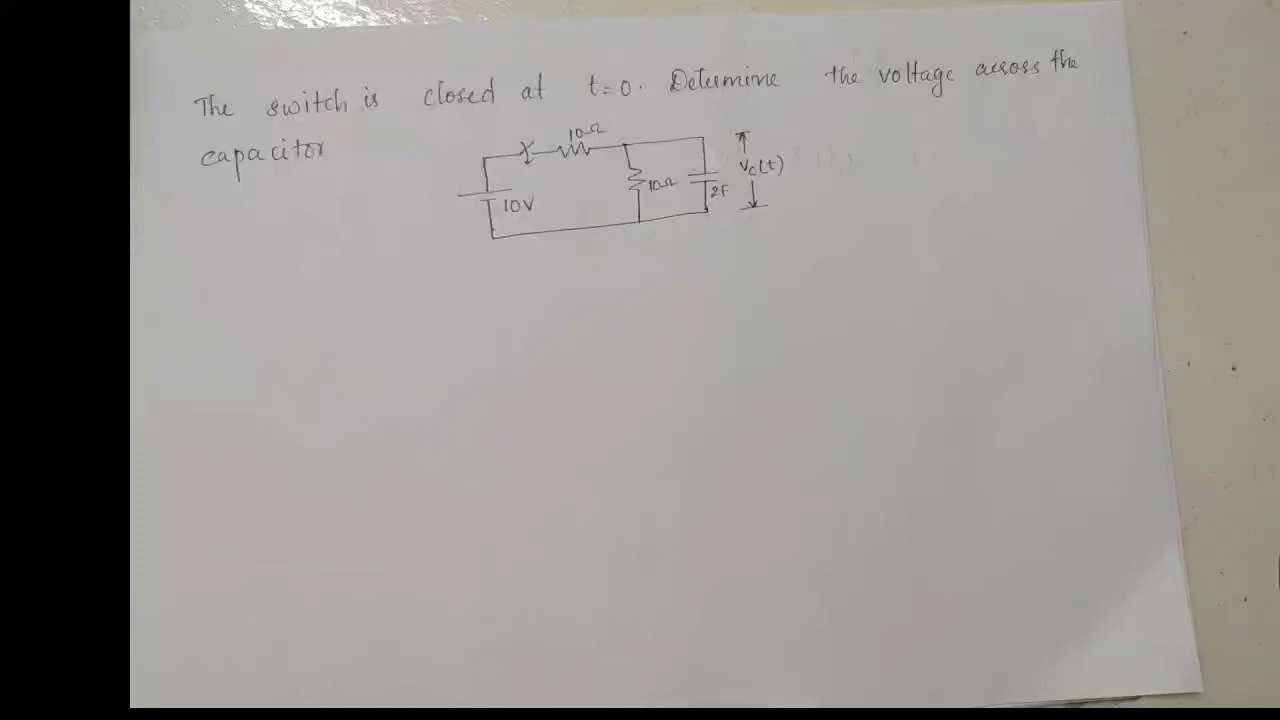 The switch is closed at t=0. Determine the voltage across the
capacitor
10Ω
10V
10Ω
2F
Vc(t)